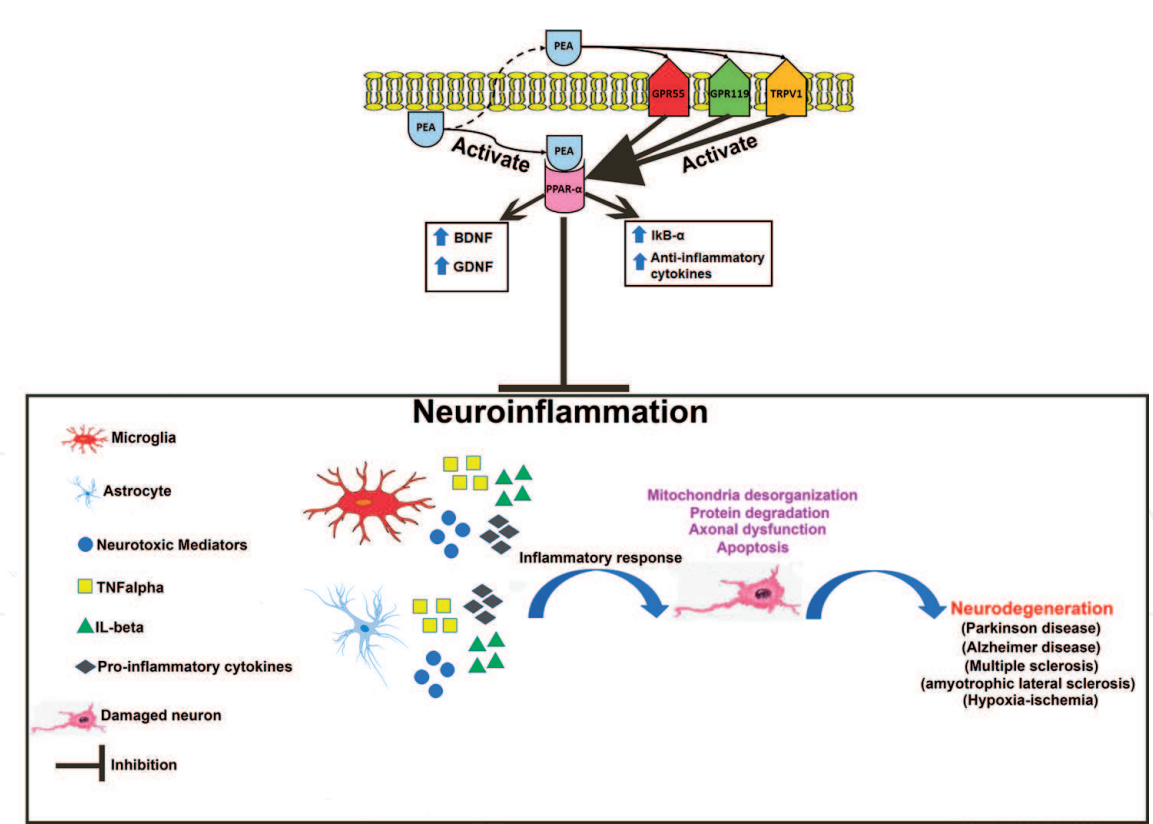 PEA
GPR55
GPR119
TRPV1
PEA
Activate
PEA
Activate
PPAR-α
BDNF
GDNF
IkB-α
Anti-inflammatory
cytokines
Neuroinflammation
Microglia
Astrocyte
Neurotoxic Mediators
TNFalpha
IL-beta
Pro-inflammatory cytokines
Damaged neuron
Inhibition
Inflammatory response
Mitochondria desorganization
Protein degradation
Axonal dysfunction
Apoptosis
Neurodegeneration
(Parkinson disease)
(Alzheimer disease)
(Multiple sclerosis)
(amyotrophic lateral sclerosis)
(Hypoxia-ischemia)